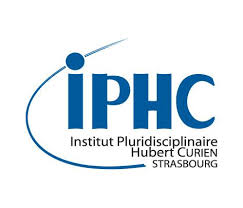 iPHC
Institut Pluridisciplinaire
Hubert CURIEN
STRASBOURG